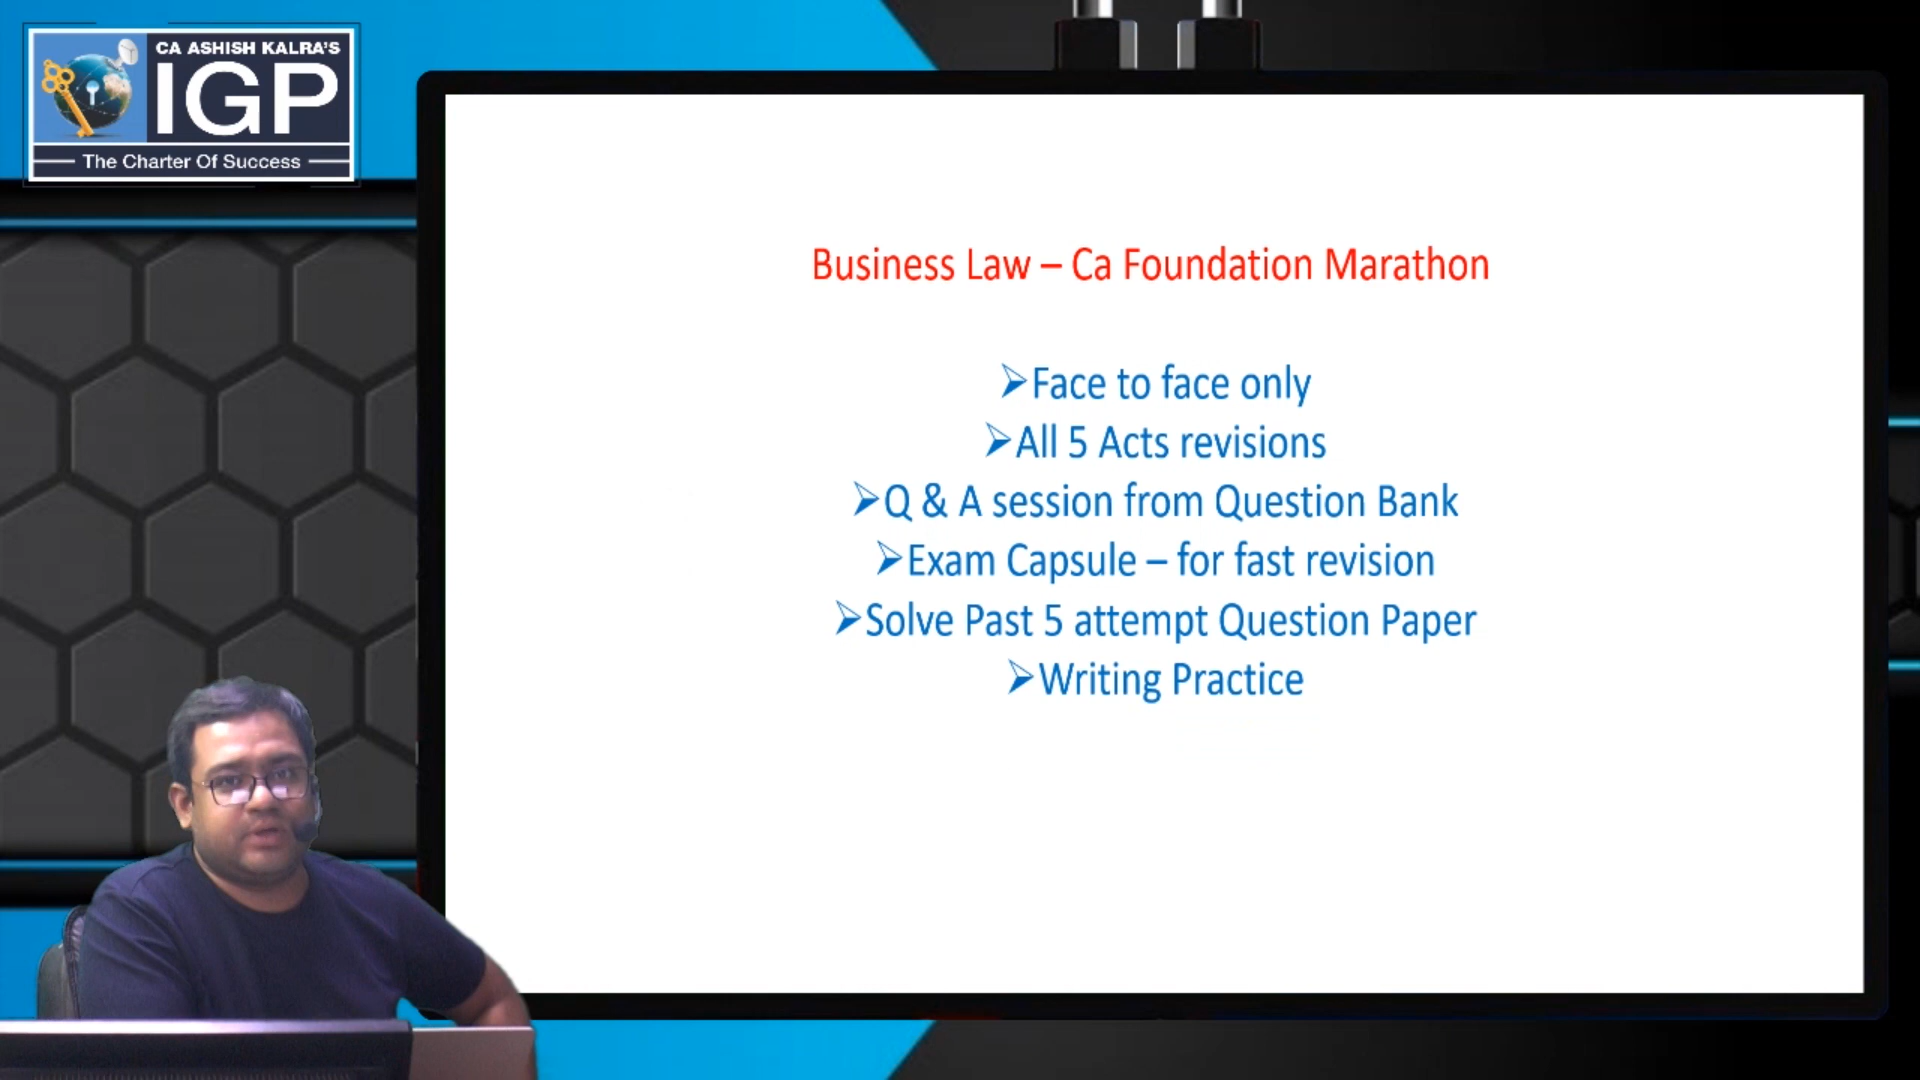 CA ASHISH KALRA'S
IGP
The Charter Of Success
Business Law – Ca Foundation Marathon
➢Face to face only
➢All 5 Acts revisions
➢Q & A session from Question Bank
➢Exam Capsule – for fast revision
➢Solve Past 5 attempt Question Paper
➢Writing Practice